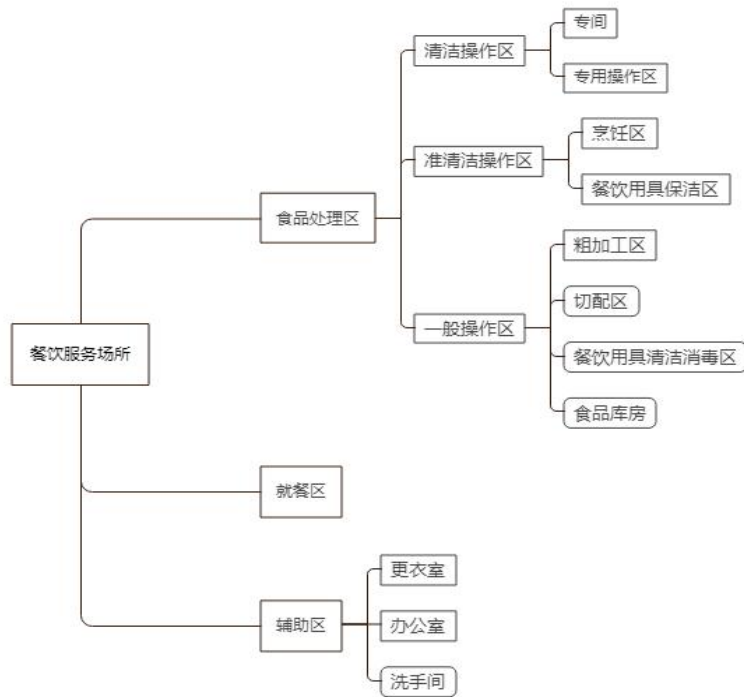 专间
清洁操作区
专用操作区
烹饪区
准清洁操作区
餐饮用具保洁区
食品处理区
粗加工区
切配区
一般操作区
餐饮服务场所
餐饮用具清洁消毒区
食品库房
就餐区
更衣室
辅助区
办公室
洗手间